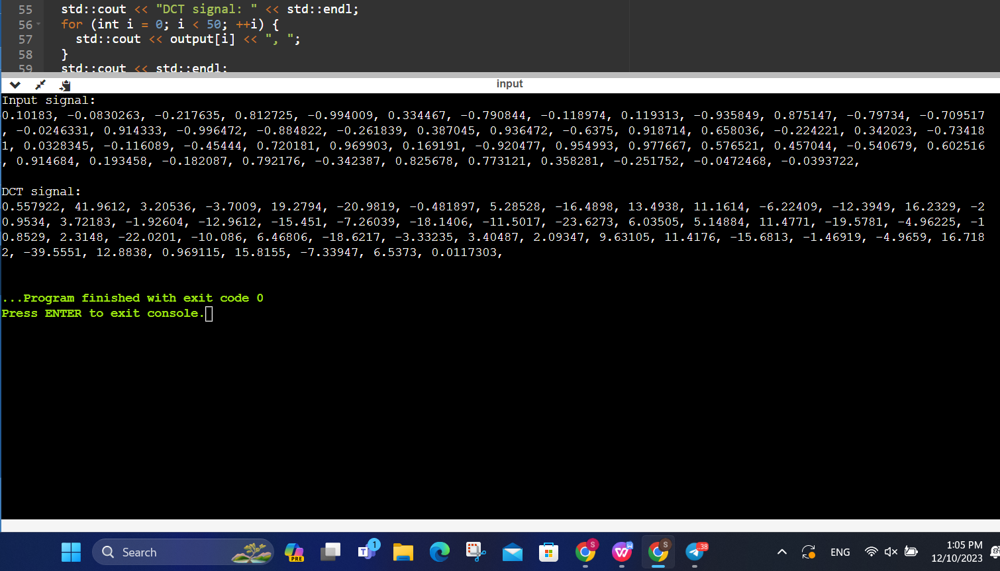 55 std::cout << "DCT signal: " << std::endl;
56 for (int i = 0; i < 50; ++i) {
57 std::cout << output[i] << ", ";
58 }
59 std::cout << std::endl;
input
Input signal:
0.10183, -0.0830263, -0.217635, 0.812725, -0.994009, 0.334467, -0.790844, -0.118974, 0.119313, -0.935849, 0.875147, -0.79734, -0.709517
, -0.0246331, 0.914333, -0.996472, -0.884822, -0.261839, 0.387045, 0.936472, -0.6375, 0.918714, 0.658036, -0.224221, 0.342023, -0.73418
1, 0.0328345, -0.116089, -0.45444, 0.720181, 0.969903, 0.169191, -0.920477, 0.954993, 0.977667, 0.576521, 0.457044, -0.540679, 0.602516
, 0.914684, 0.193458, -0.182087, 0.792176, -0.342387, 0.825678, 0.773121, 0.358281, -0.251752, -0.0472468, -0.0393722,
DCT signal:
0.557922, 41.9612, 3.20536, -3.7009, 19.2794, -20.9819, -0.481897, 5.28528, -16.4898, 13.4938, 11.1614, -6.22409, -12.3949, 16.2329, -2
0.9534, 3.72183, -1.92604, -12.9612, -15.451, -7.26039, -18.1406, -11.5017, -23.6273, 6.03505, 5.14884, 11.4771, -19.5781, -4.96225, -1
0.8529, 2.3148, -22.0201, -10.086, 6.46806, -18.6217, -3.33235, 3.40487, 2.09347, 9.63105, 11.4176, -15.6813, -1.46919, -4.9659, 16.718
2, -39.5551, 12.8838, 0.969115, 15.8155, -7.33947, 6.5373, 0.0117303,
...Program finished with exit code 0
Press ENTER to exit console.
Search
PRE
T
1
S
W
S
..38
ENG
1:05 PM
12/10/2023